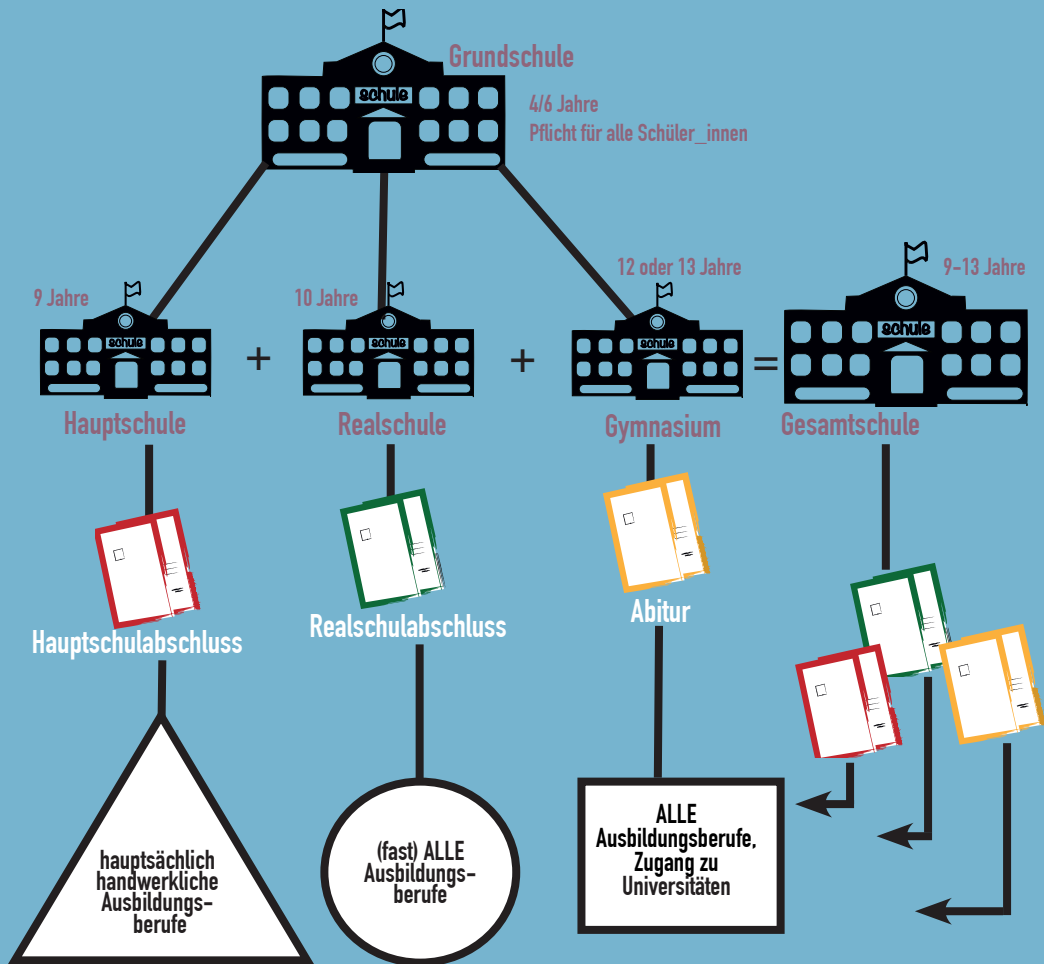 Grundschule
schule
4/6 Jahre
Pflicht für alle Schüler_innen
9 Jahre
schule
Hauptschule
+
10 Jahre
schule
Realschule
+
12 oder 13 Jahre
schule
Gymnasium
=
9-13 Jahre
schule
Gesamtschule
Hauptschulabschluss
Realschulabschluss
Abitur
hauptsächlich
handwerkliche
Ausbildungs-
berufe
(fast) ALLE
Ausbildungs-
berufe
ALLE
Ausbildungsberufe,
Zugang zu
Universitäten